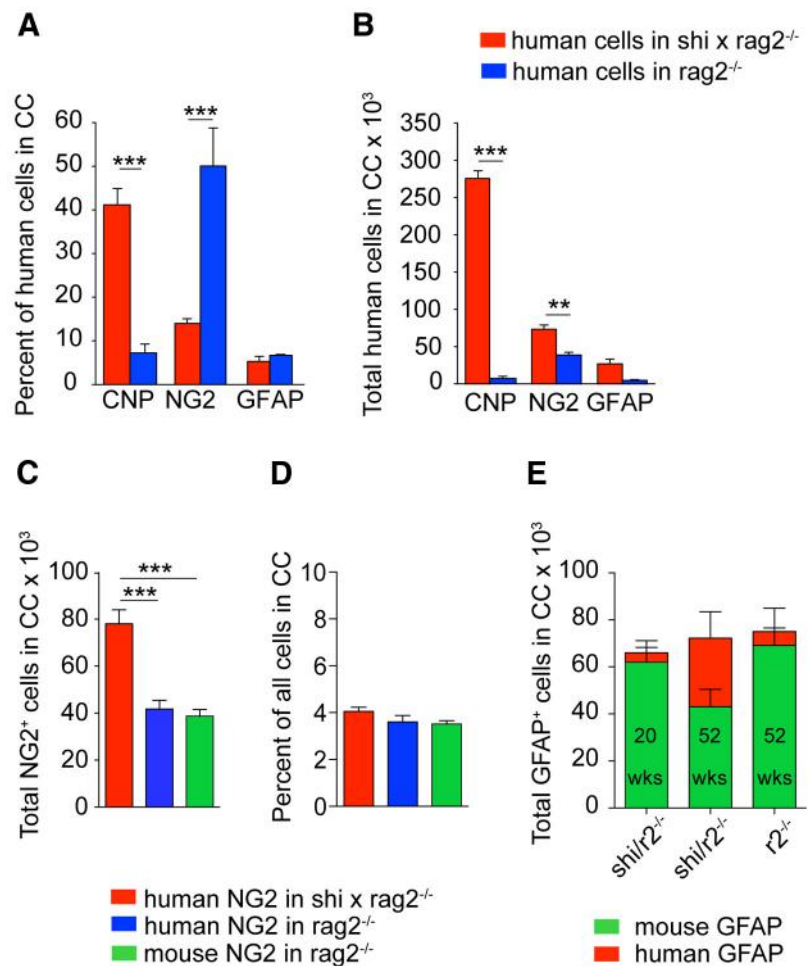 A
B
human cells in shi x rag2-/-
human cells in rag2-/-
Percent of human cells in CC
60
50
40
30
20
10
0
***
***
CNP NG2 GFAP
Total human cells in CC x 10³
350
300
250
200
150
100
50
0
***
**
CNP NG2 GFAP
C
D
E
Total NG2+ cells in CC x 10³
100
80
60
40
20
0
***
***
Percent of all cells in CC
10
8
6
4
2
0
Total GFAP+ cells in CC x 10³
100
80
60
40
20
0
20
wks
52
wks
52
wks
shi/r2-/-
shi/r2-/-
r2-/-
human NG2 in shi x rag2-/-
human NG2 in rag2-/-
mouse NG2 in rag2-/-
mouse GFAP
human GFAP